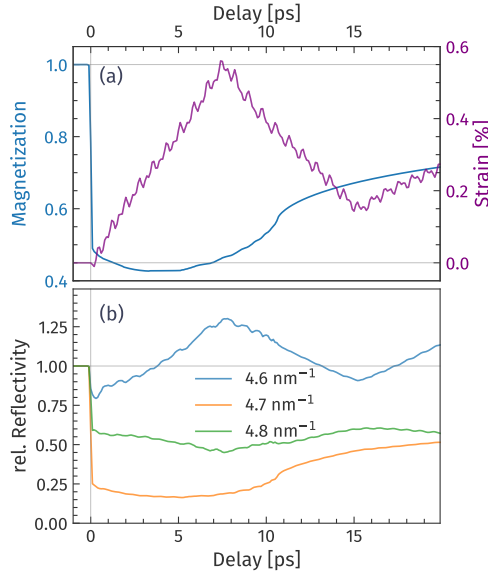 Delay [ps]
0 5 10 15
(a)
Magnetization
1.0
0.8
0.6
0.4
Strain [%]
0.6
0.4
0.2
0.0
(b)
rel. Reflectivity
1.25
1.00
0.75
0.50
0.25
0.00
4.6 nm⁻¹
4.7 nm⁻¹
4.8 nm⁻¹
0 5 10 15
Delay [ps]